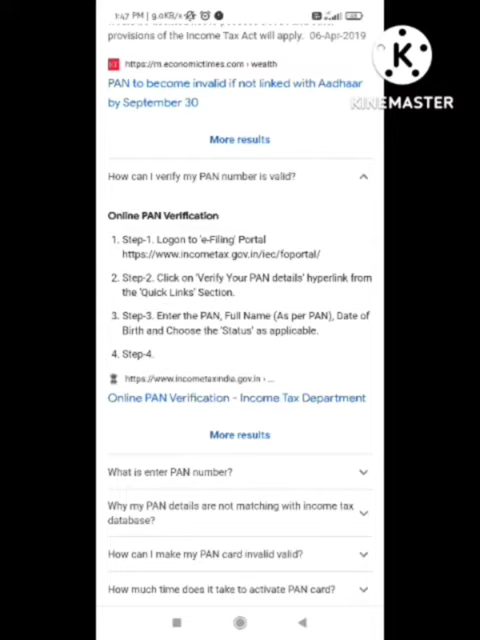 1:47 PM | 9.0KB/s
provisions of the Income Tax Act will apply. 06-Apr-2019
K
https://m.economictimes.com › wealth
KINEMASTER
PAN to become invalid if not linked with Aadhaar
by September 30
More results
How can I verify my PAN number is valid?
Online PAN Verification
1. Step-1. Logon to 'e-Filing' Portal
https://www.incometax.gov.in/iec/foportal/
2. Step-2. Click on 'Verify Your PAN details' hyperlink from
the 'Quick Links' Section.
3. Step-3. Enter the PAN, Full Name (As per PAN), Date of
Birth and Choose the 'Status' as applicable.
4. Step-4.
https://www.incometaxindia.gov.in › ...
Online PAN Verification - Income Tax Department
More results
What is enter PAN number?
Why my PAN details are not matching with income tax
database?
How can I make my PAN card invalid valid?
How much time does it take to activate PAN card?